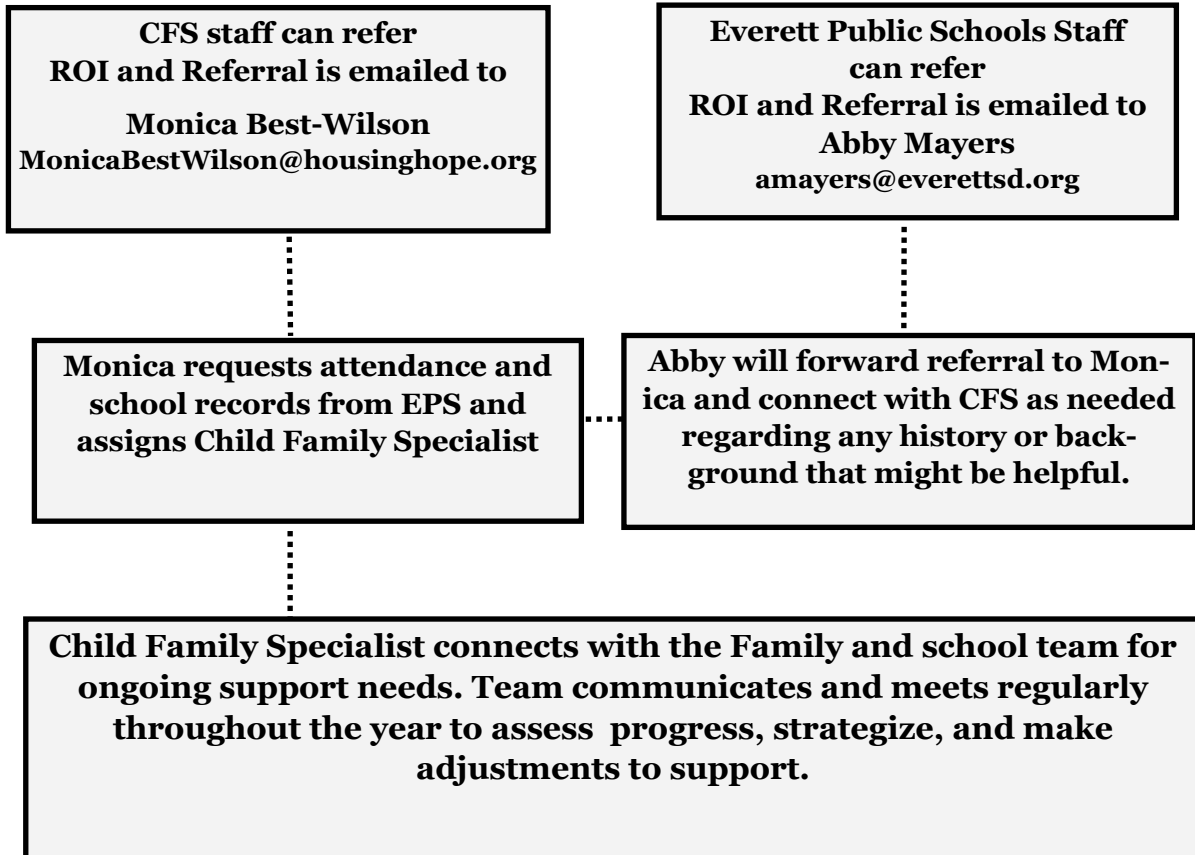 CFS staff can refer
ROI and Referral is emailed to
Monica Best-Wilson
MonicaBestWilson@housinghope.org
Everett Public Schools Staff
can refer
ROI and Referral is emailed to
Abby Mayers
amayers@everettsd.org
Monica requests attendance and
school records from EPS and
assigns Child Family Specialist
Abby will forward referral to Mon-
ica and connect with CFS as needed
regarding any history or back-
ground that might be helpful.
Child Family Specialist connects with the Family and school team for
ongoing support needs. Team communicates and meets regularly
throughout the year to assess  progress, strategize, and make
adjustments to support.